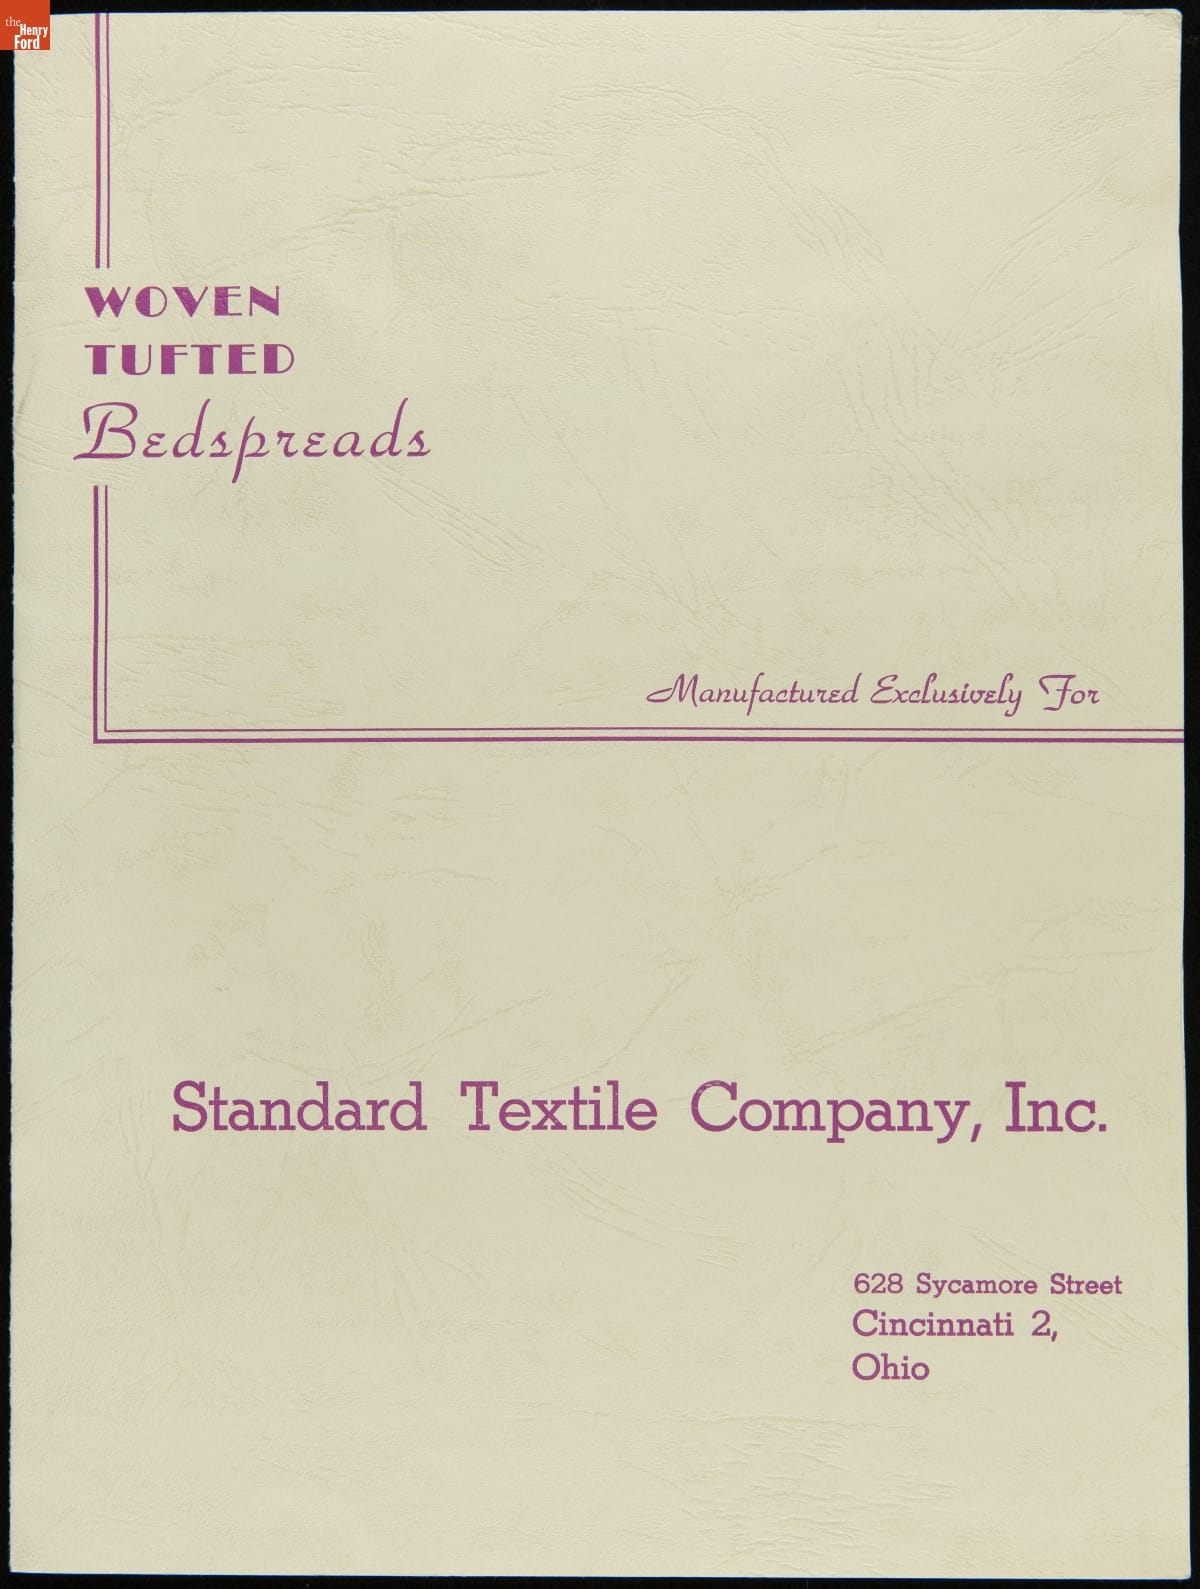 the
Henry
Ford
WOVEN
TUFTED
Bedspreads
Manufactured Exclusively For
Standard Textile Company, Inc.
628 Sycamore Street
Cincinnati 2,
Ohio